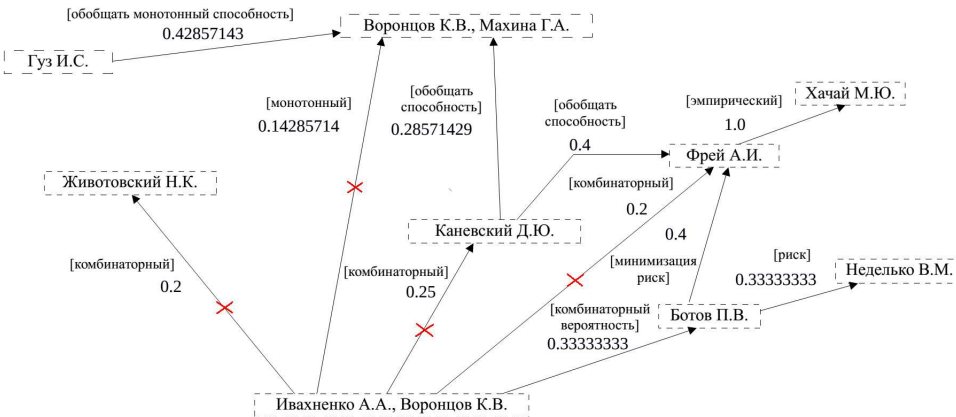 [обобщать монотонный способность]
0.42857143
Воронцов К.В., Махина Г.А.
Гуз И.С.
[монотонный]
0.14285714
[обобщать
способность]
0.28571429
[обобщать
способность]
0.4
[эмпирический]
1.0
Хачай М.Ю.
Фрей А.И.
Животовский Н.К.
[комбинаторный]
0.2
Каневский Д.Ю.
[комбинаторный]
0.2
[комбинаторный]
0.25
0.4
[минимизация
риск]
[риск]
0.33333333
Неделько В.М.
[комбинаторный
вероятность]
0.33333333
Ботов П.В.
Ивахненко А.А., Воронцов К.В.